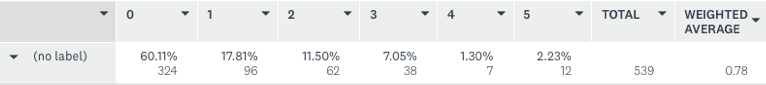 0 1 2 3 4 5 TOTAL WEIGHTED AVERAGE
(no label) 60.11% 17.81% 11.50% 7.05% 1.30% 2.23%
324 96 62 38 7 12 539 0.78